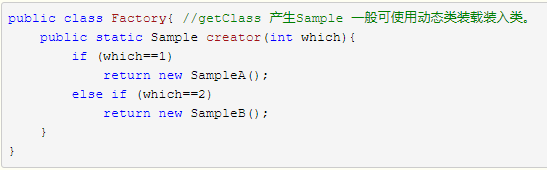 public class Factory{ //getClass 产生Sample 一般可使用动态类装载装入类。
    public static Sample creator(int which){
        if (which==1)
            return new SampleA();
        else if (which==2)
            return new SampleB();
    }
}